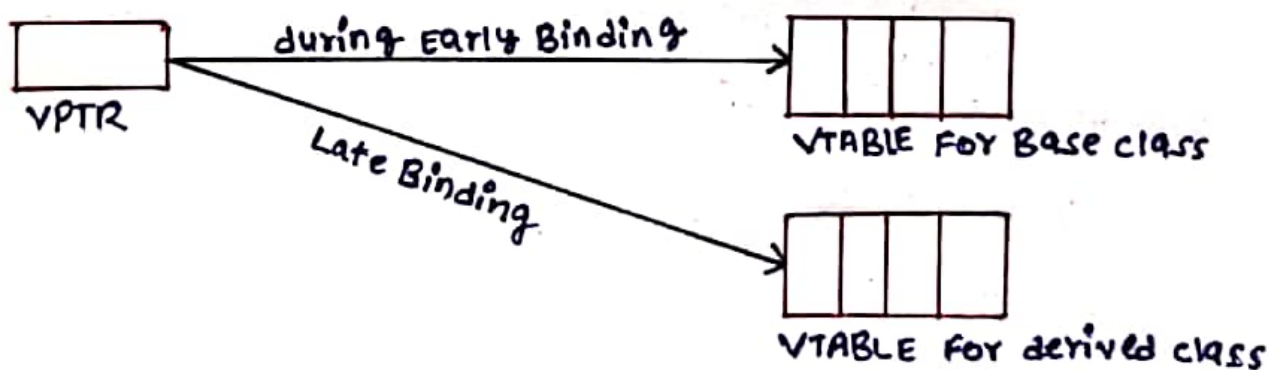 during Early Binding
VPTR
VTABLE For Base class
Late Binding
VTABLE For derived class